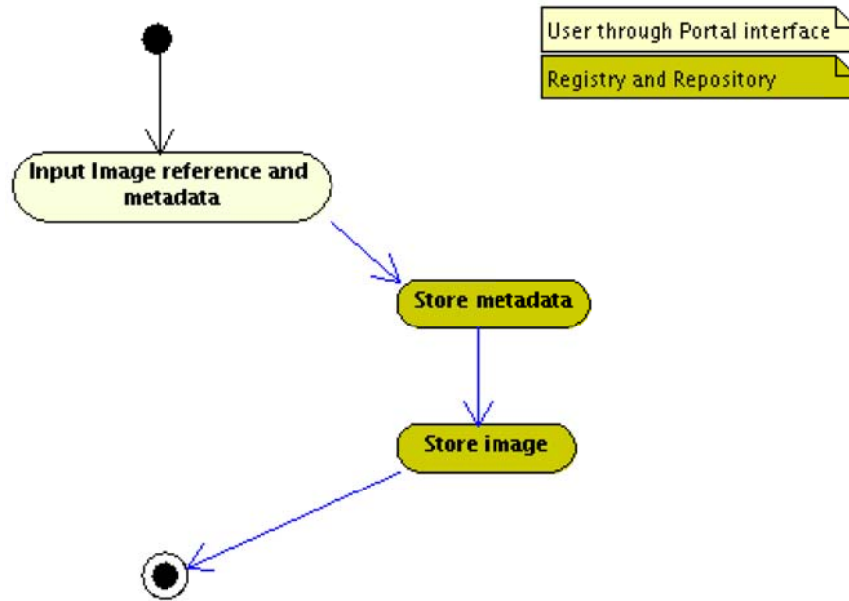 User through Portal interface
Registry and Repository
Input Image reference and
metadata
Store metadata
Store image